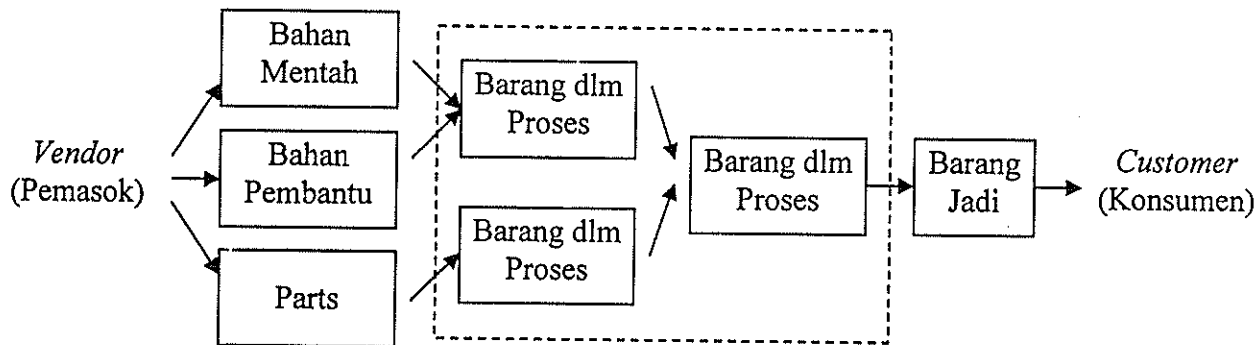 Vendor
(Pemasok)
Bahan
Mentah
Bahan
Pembantu
Parts
Barang dlm
Proses
Barang dlm
Proses
Barang dlm
Proses
Barang
Jadi
Customer
(Konsumen)